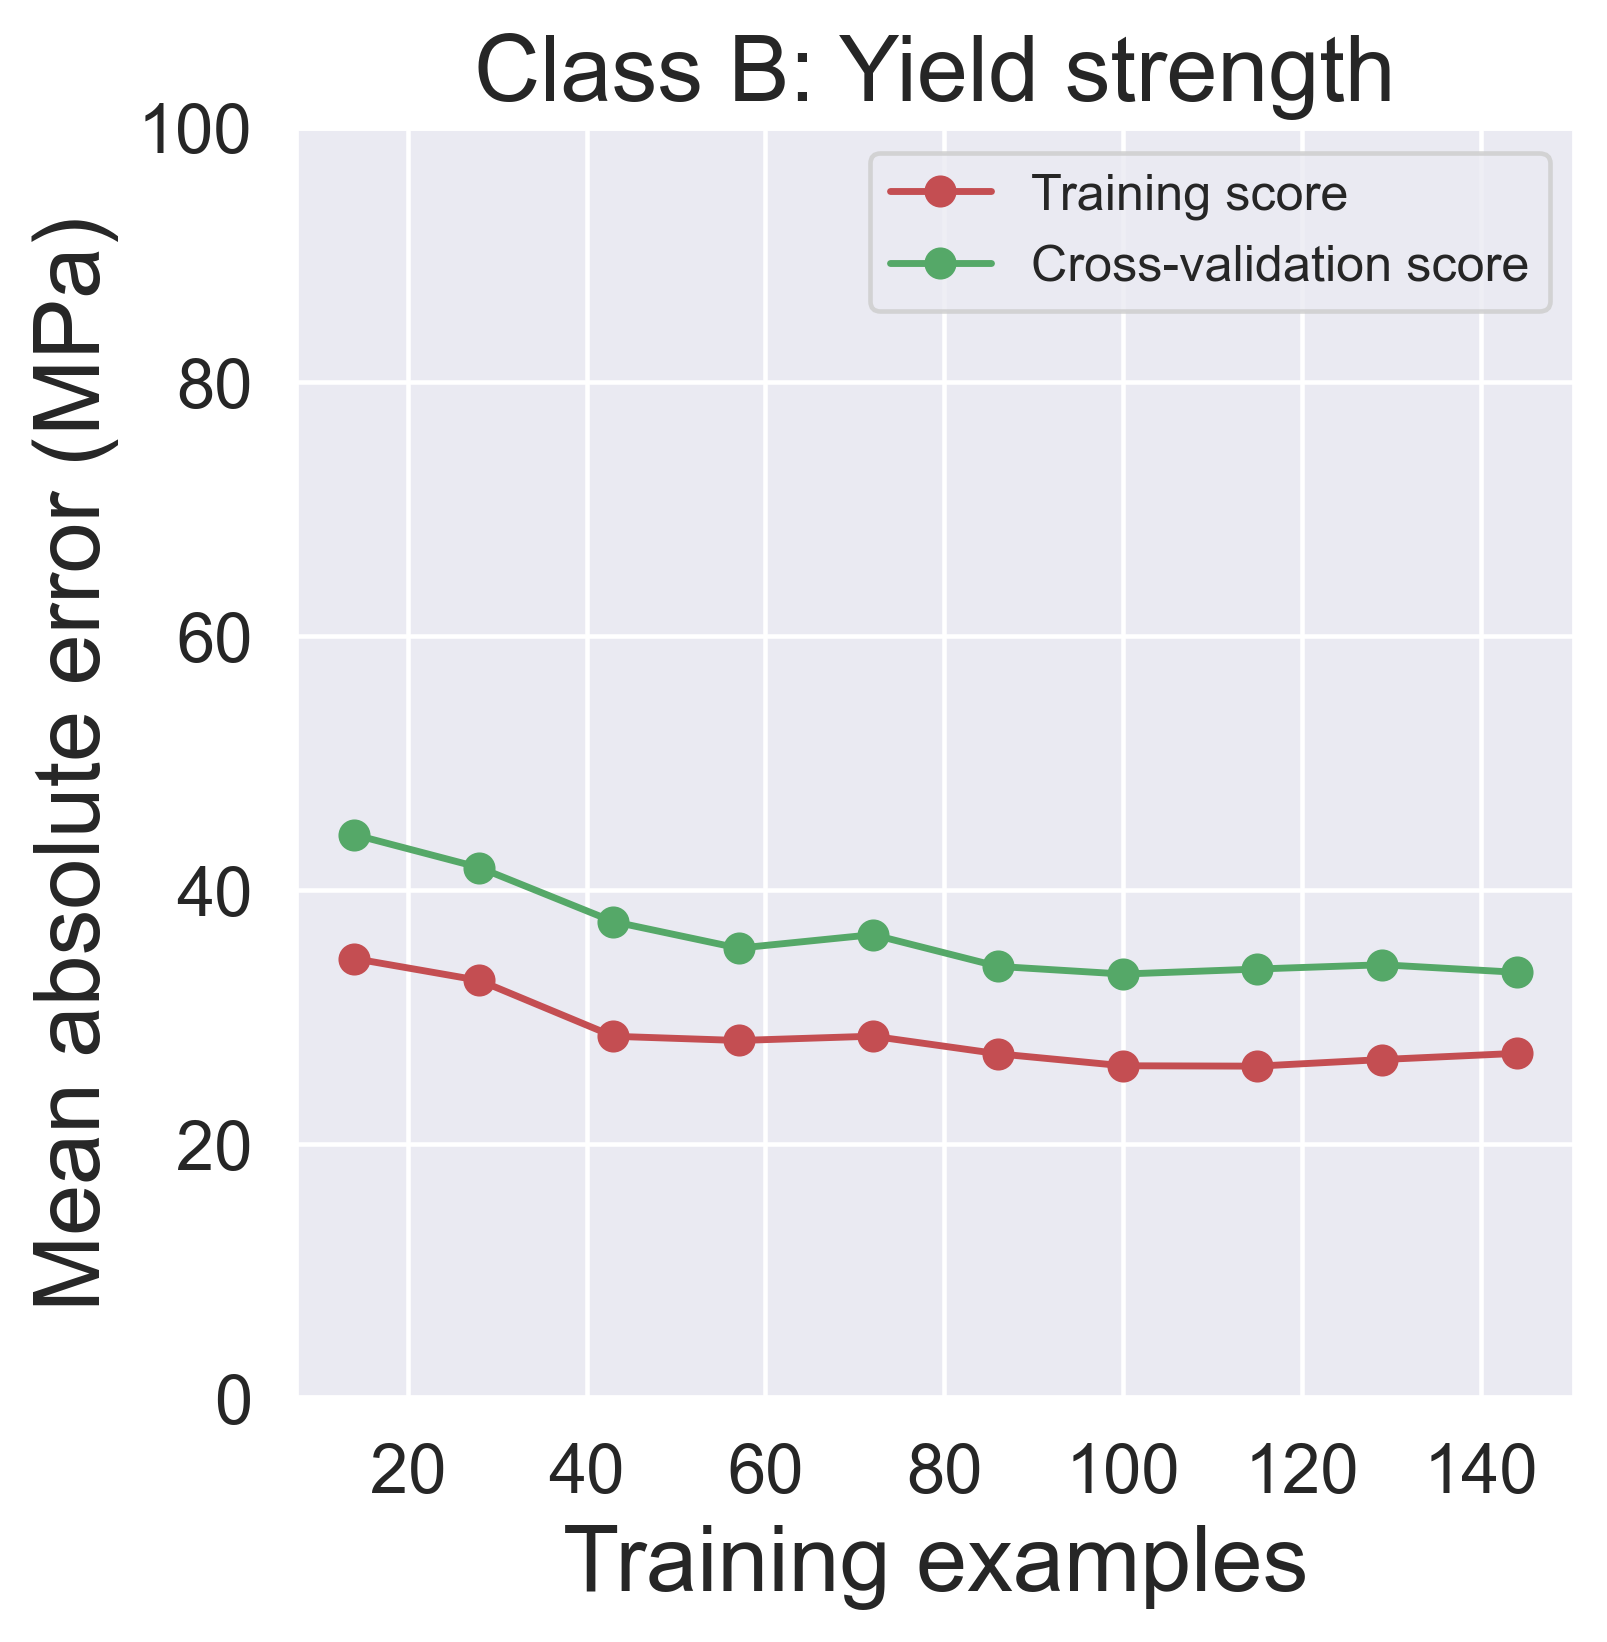 Class B: Yield strength
Mean absolute error (MPa)
100
80
60
40
20
0
Training score
Cross-validation score
20 40 60 80 100 120 140
Training examples